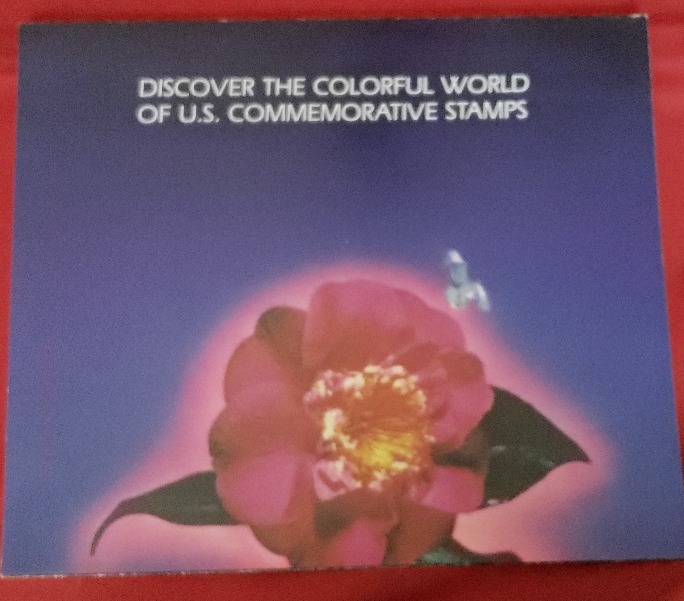 DISCOVER THE COLORFUL WORLD
OF U.S. COMMEMORATIVE STAMPS